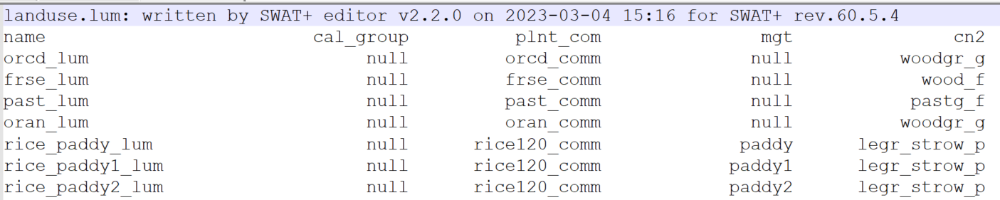 landuse.lum: written by SWAT+ editor v2.2.0 on 2023-03-04 15:16 for SWAT+ rev.60.5.4
name cal_group plnt_com mgt cn2
orcd_lum null orcd_comm null woodgr_g
frse_lum null frse_comm null wood_f
past_lum null past_comm null pastg_f
oran_lum null oran_comm null woodgr_g
rice_paddy_lum null rice120_comm paddy legr_strow_p
rice_paddy1_lum null rice120_comm paddy1 legr_strow_p
rice_paddy2_lum null rice120_comm paddy2 legr_strow_p